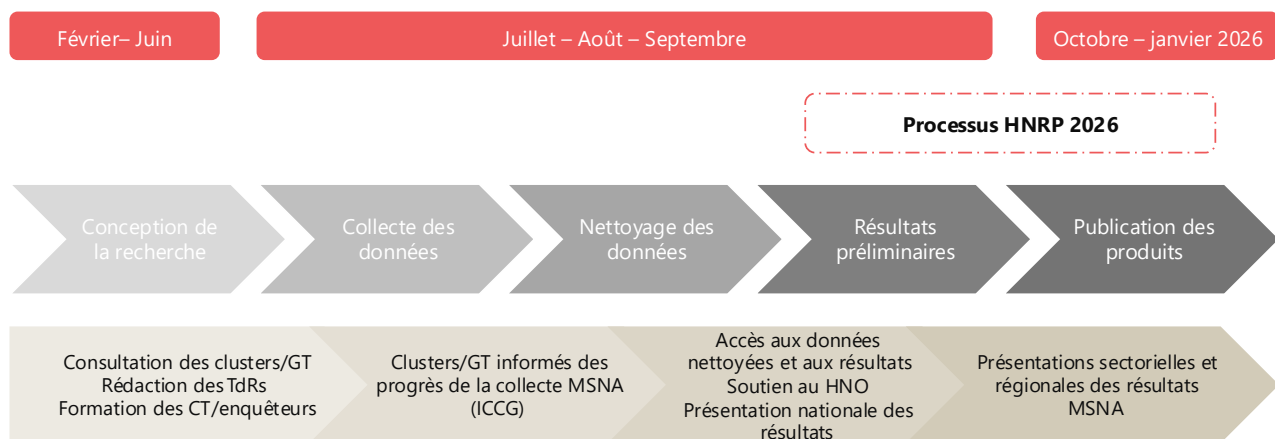 Février– Juin
Juillet – Août – Septembre
Octobre – janvier 2026
Processus HNRP 2026
Conception de
la recherche
Collecte des
données
Nettoyage des
données
Résultats
préliminaires
Publication des
produits
Consultation des clusters/GT
Rédaction des TdRs
Formation des CT/enquêteurs
Clusters/GT informés des
progrès de la collecte MSNA
(ICCG)
Accès aux données
nettoyées et aux résultats
Soutien au HNO
Présentation nationale des
résultats
Présentations sectorielles et
régionales des résultats
MSNA